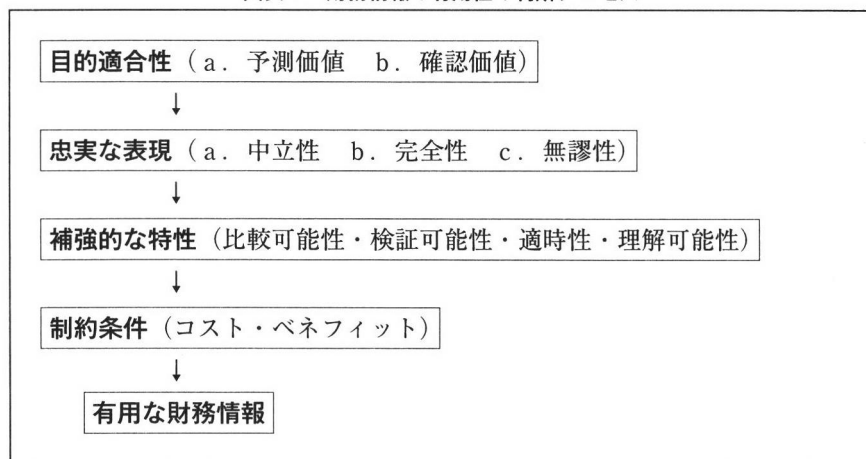 目的適合性（a．予測価値　b．確認価値）
↓
忠実な表現（a．中立性　b．完全性　c．無謬性）
↓
補強的な特性（比較可能性・検証可能性・適時性・理解可能性）
↓
制約条件（コスト・ベネフィット）
↓
有用な財務情報